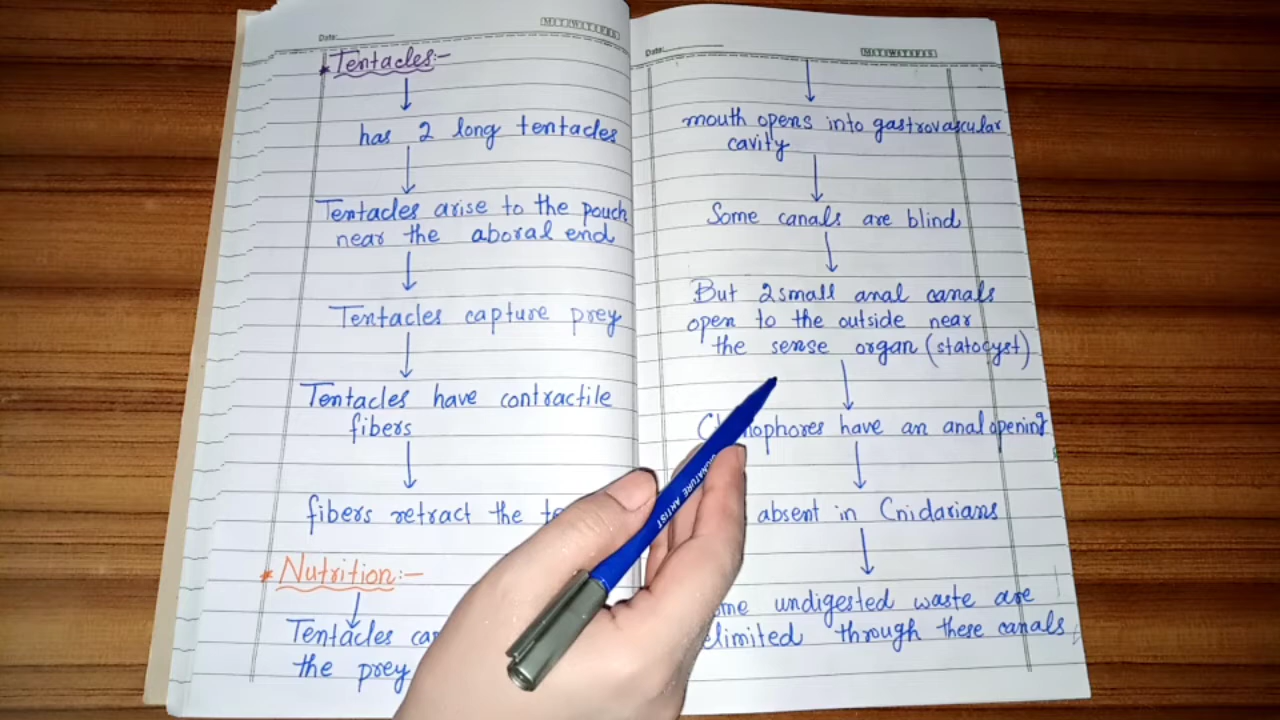 Date:
* Tentacles:-
has 2 long tentacles
Tentacles arise to the pouch
near the aboral end
Tentacles capture prey
Tentacles have contractile
fibers
fibers retract the
* Nutrition:-
Tentacles
the prey
Date:
mouth opens into gastrovascular
cavity
Some canals are blind
But 2 small anal canals
open to the outside near
the sense organ (statocyst)
have an anal opening
absent in Cnidarians
undigested waste are
elimited through these canals
SIGNATURE ARTIST